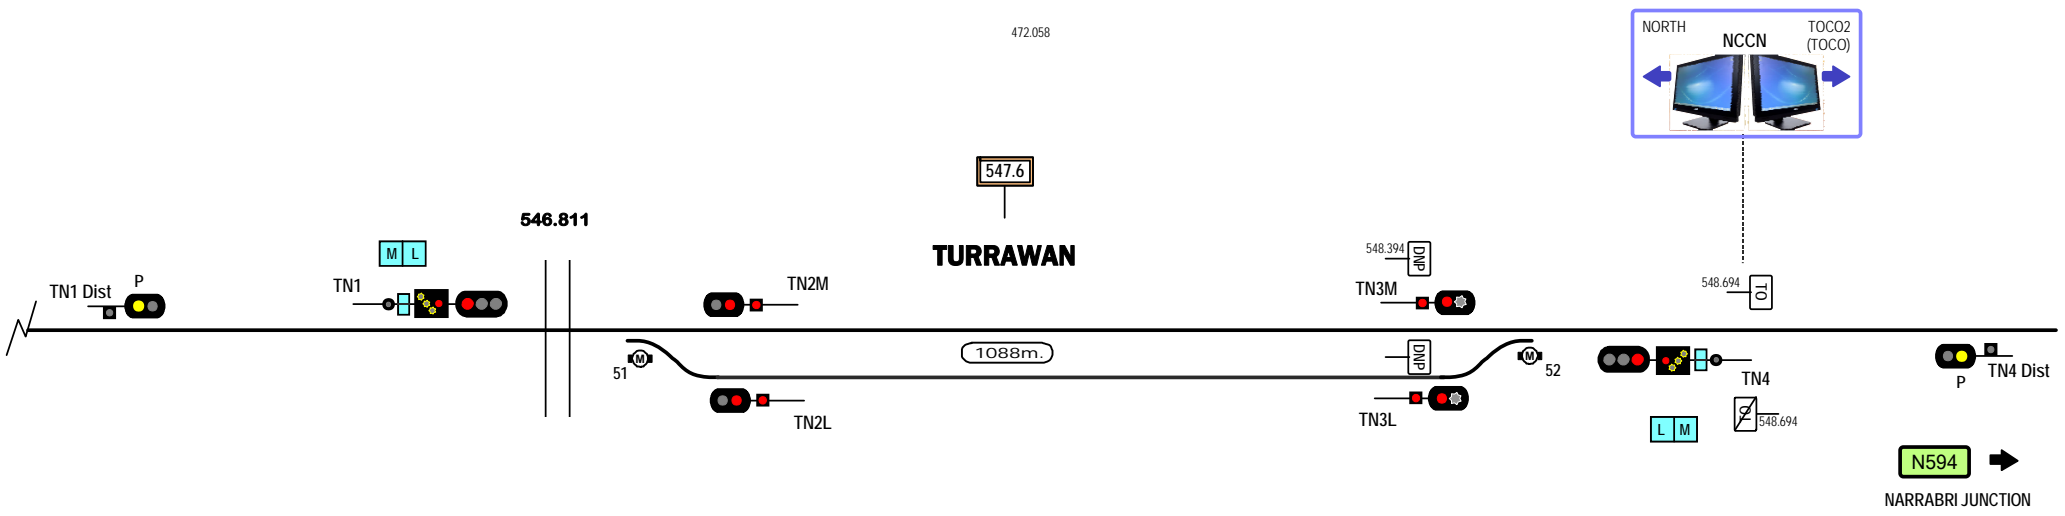 472.058
NORTH
TOCO2
(TOCO)
NCCN
547.6
546.811
TURRAWAN
M L
TN1 Dist
P
TN1
TN2M
548.394
DNP
TN3M
548.694
TO
1088m.
DNP
51
M
M
52
TN2L
TN3L
TN4
P
TN4 Dist
L M
TO
548.694
N594
NARRABRI JUNCTION